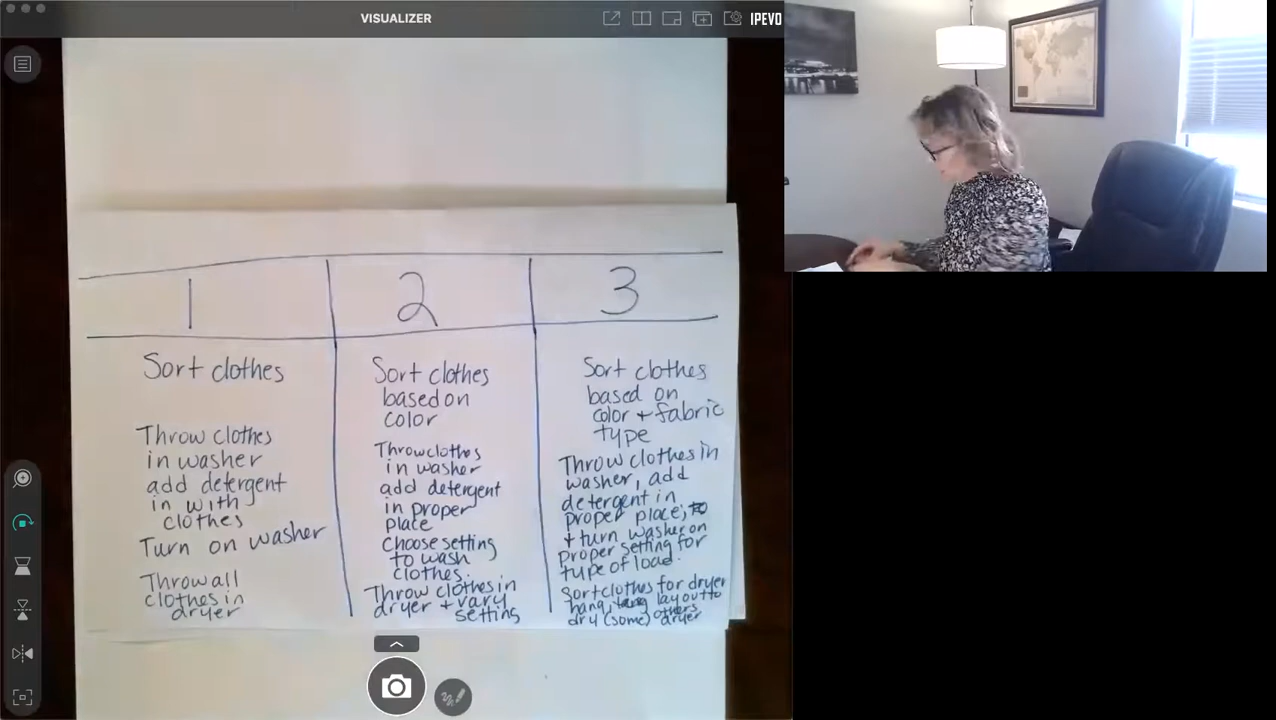 VISUALIZER
IPEVO
1
Sort clothes
Throw clothes
in washer
add detergent
in with
clothes
Turn on washer
Throw all
clothes in
dryer
2
Sort clothes
based on
color
Throw clothes
in washer
add detergent
in proper
place
Choose setting
to wash
clothes.
Throw clothes in
dryer + vary
setting
3
Sort clothes
based on
color + fabric
type
Throw clothes in
washer, add
detergent in
proper place,
+ turn washer on
proper setting for
type of load.
Sort clothes for dryer
hang, lay out to
dry (some) others
dryer